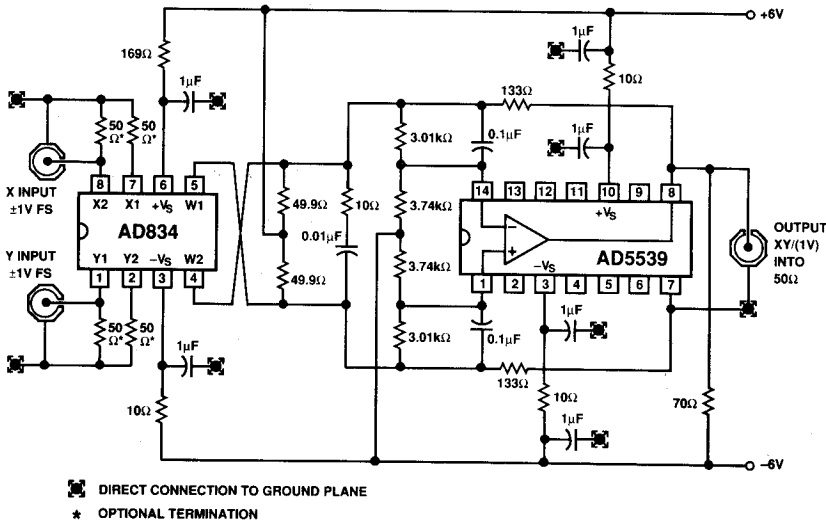 +6V
1μF
169Ω
1μF
10Ω
133Ω
1μF
50
Ω*
50
Ω*
3.01kΩ
0.1μF
8 7 6 5
14 13 12 11 10 9 8
X INPUT
±1V FS
X2 X1 +VS W1
49.9Ω
10Ω
3.74kΩ
+VS
AD834
0.01μF
−
+
AD5539
OUTPUT
XY/(1V)
INTO
50Ω
Y INPUT
±1V FS
Y1 Y2 −VS W2
49.9Ω
3.74kΩ
−VS
1 2 3 4
1 2 3 4 5 6 7
50
Ω*
50
Ω*
1μF
3.01kΩ
0.1μF
1μF
133Ω
10Ω
10Ω
70Ω
1μF
−6V
DIRECT CONNECTION TO GROUND PLANE
* OPTIONAL TERMINATION